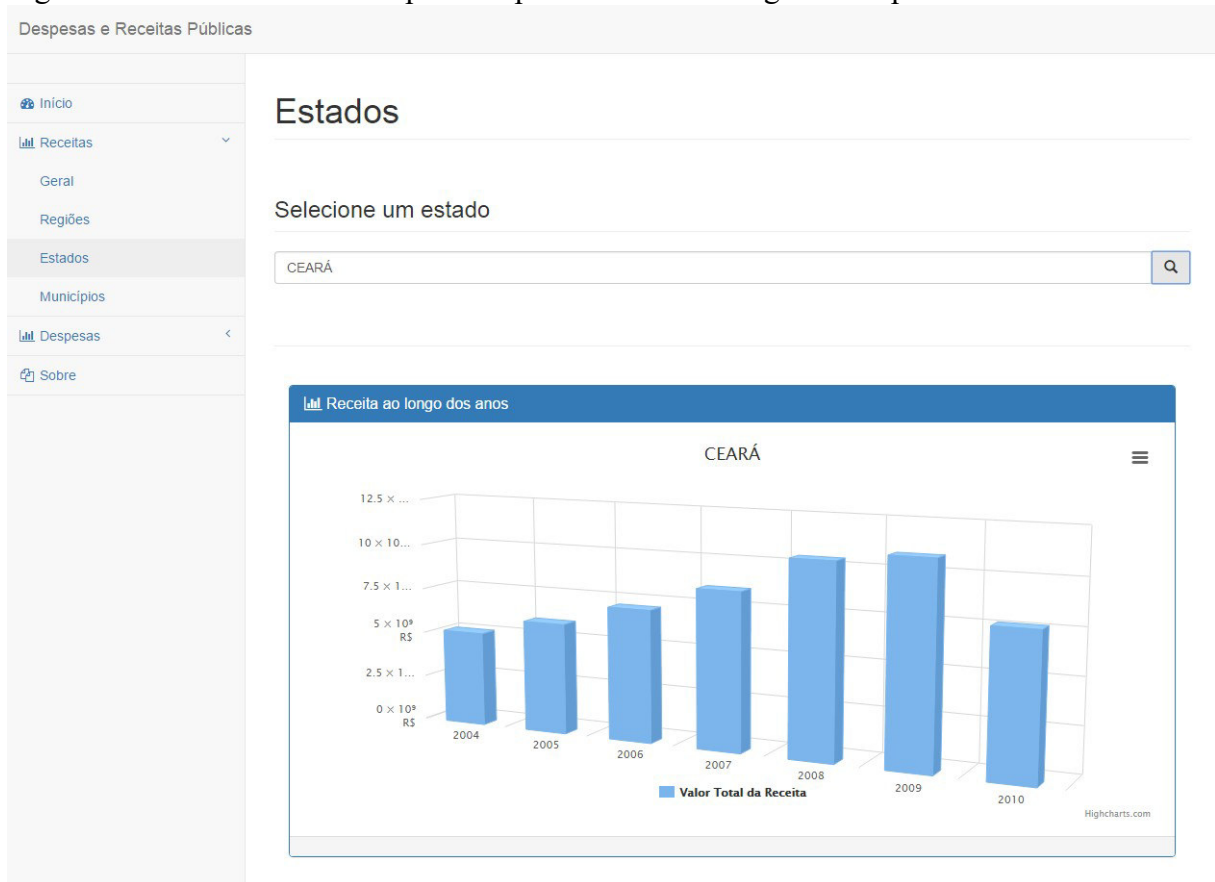 Despesas e Receitas Públicas
Início
Receitas
Geral
Regiões
Estados
Municípios
Despesas
Sobre
Estados
Selecione um estado
CEARÁ
Receita ao longo dos anos
CEARÁ
12.5 × ...
10 × 10...
7.5 × 1...
5 × 10⁹
R$
2.5 × 1...
0 × 10⁹
R$
2004
2005
2006
2007
2008
2009
2010
Valor Total da Receita
Highcharts.com